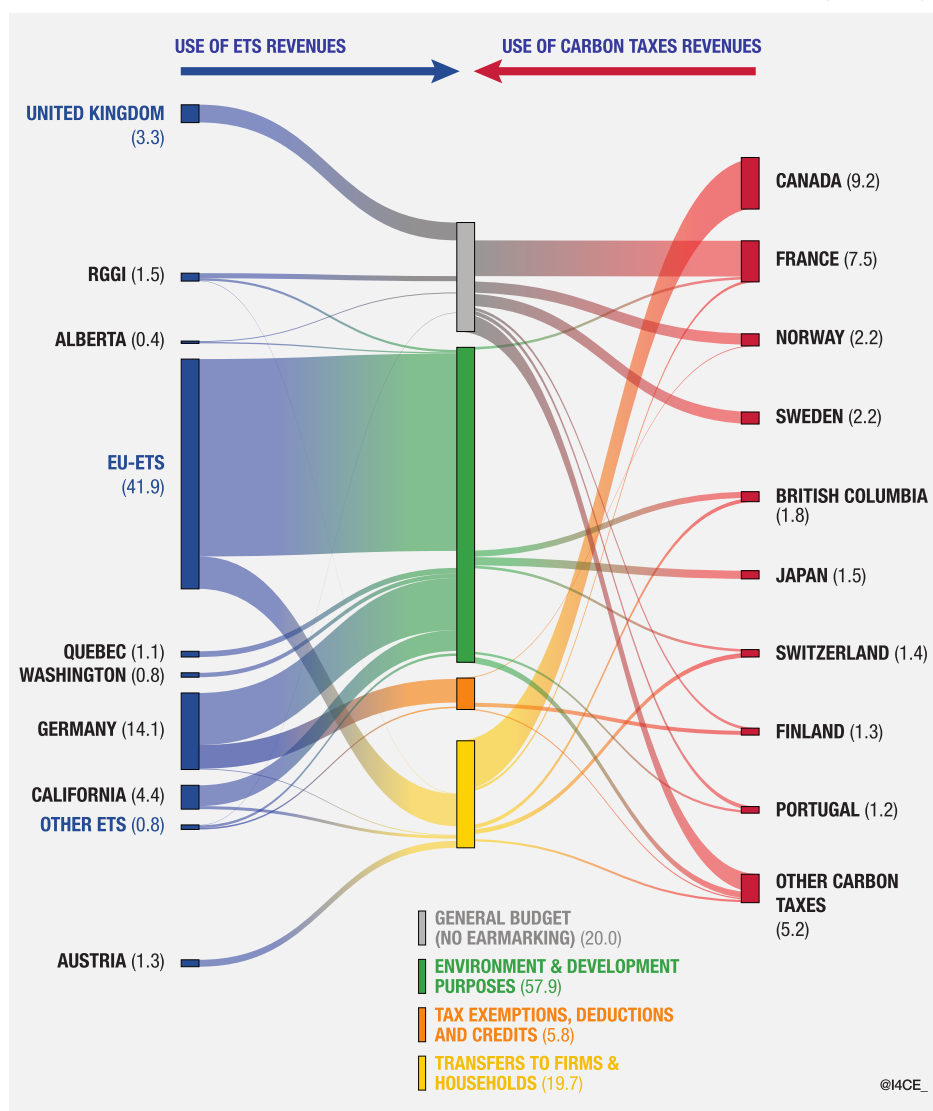 USE OF ETS REVENUES
USE OF CARBON TAXES REVENUES
UNITED KINGDOM
(3.3)
RGGI (1.5)
ALBERTA (0.4)
EU-ETS
(41.9)
QUEBEC (1.1)
WASHINGTON (0.8)
GERMANY (14.1)
CALIFORNIA (4.4)
OTHER ETS (0.8)
AUSTRIA (1.3)
CANADA (9.2)
FRANCE (7.5)
NORWAY (2.2)
SWEDEN (2.2)
BRITISH COLUMBIA
(1.8)
JAPAN (1.5)
SWITZERLAND (1.4)
FINLAND (1.3)
PORTUGAL (1.2)
OTHER CARBON
TAXES
(5.2)
GENERAL BUDGET
(NO EARMARKING) (20.0)
ENVIRONMENT & DEVELOPMENT
PURPOSES (57.9)
TAX EXEMPTIONS, DEDUCTIONS
AND CREDITS (5.8)
TRANSFERS TO FIRMS &
HOUSEHOLDS (19.7)
@I4CE_